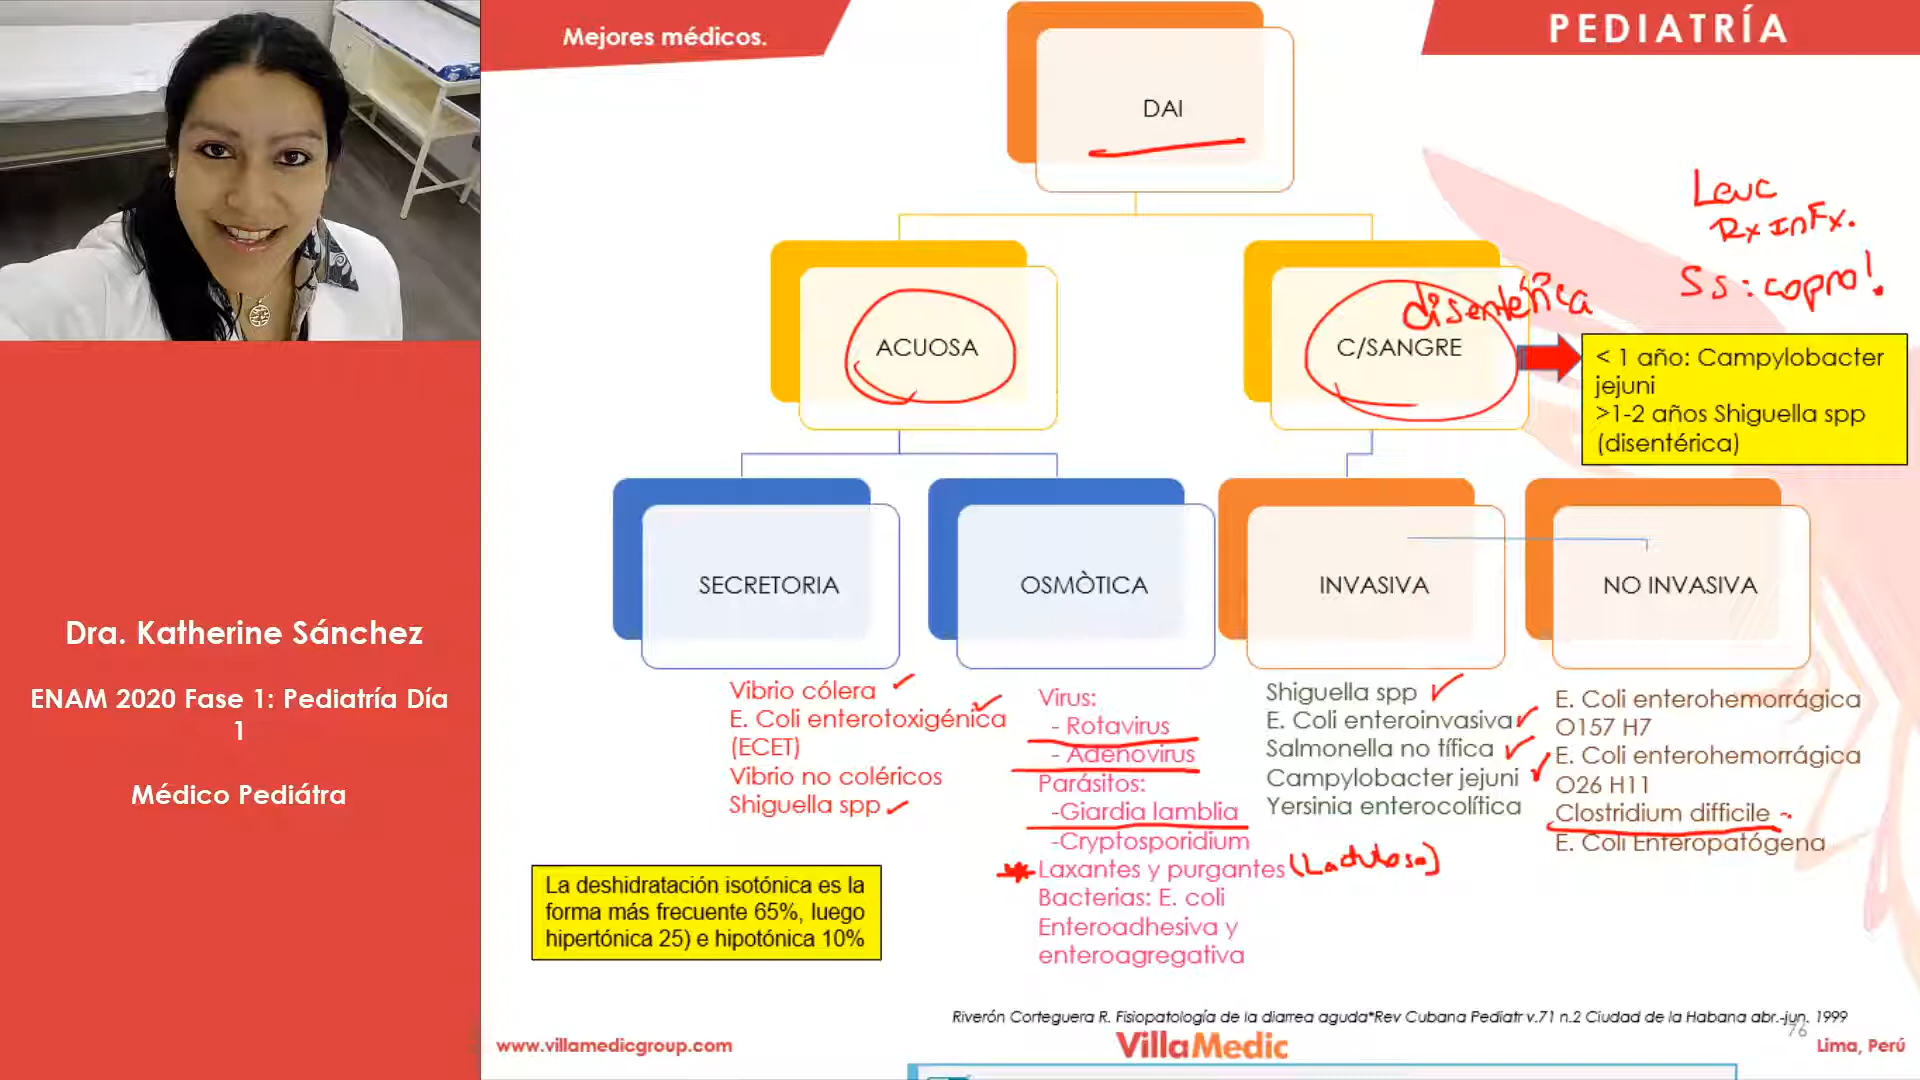 Mejores médicos.
PEDIATRÍA
DAI
Leuc
Rx InFx.
Ss: copro!
disentérica
ACUOSA
C/SANGRE
< 1 año: Campylobacter
jejuni
>1-2 años Shiguella spp
(disentérica)
SECRETORIA
OSMÒTICA
INVASIVA
NO INVASIVA
Vibrio cólera
E. Coli enterotoxigénica
(ECET)
Vibrio no coléricos
Shiguella spp
Virus:
- Rotavirus
- Adenovirus
Parásitos:
-Giardia lamblia
-Cryptosporidium
Laxantes y purgantes (Lactulosa)
Bacterias: E. coli
Enteroadhesiva y
enteroagregativa
Shiguella spp
E. Coli enteroinvasiva
Salmonella no tífica
Campylobacter jejuni
Yersinia enterocolítica
E. Coli enterohemorrágica
O157 H7
E. Coli enterohemorrágica
O26 H11
Clostridium difficile
E. Coli Enteropatógena
La deshidratación isotónica es la
forma más frecuente 65%, luego
hipertónica 25) e hipotónica 10%
Dra. Katherine Sánchez
ENAM 2020 Fase 1: Pediatría Día
1
Médico Pediátra
Riverón Corteguera R. Fisiopatología de la diarrea aguda*Rev Cubana Pediatr v.71 n.2 Ciudad de la Habana abr.-jun. 1999
76
www.villamedicgroup.com
VillaMedic
Lima, Perú